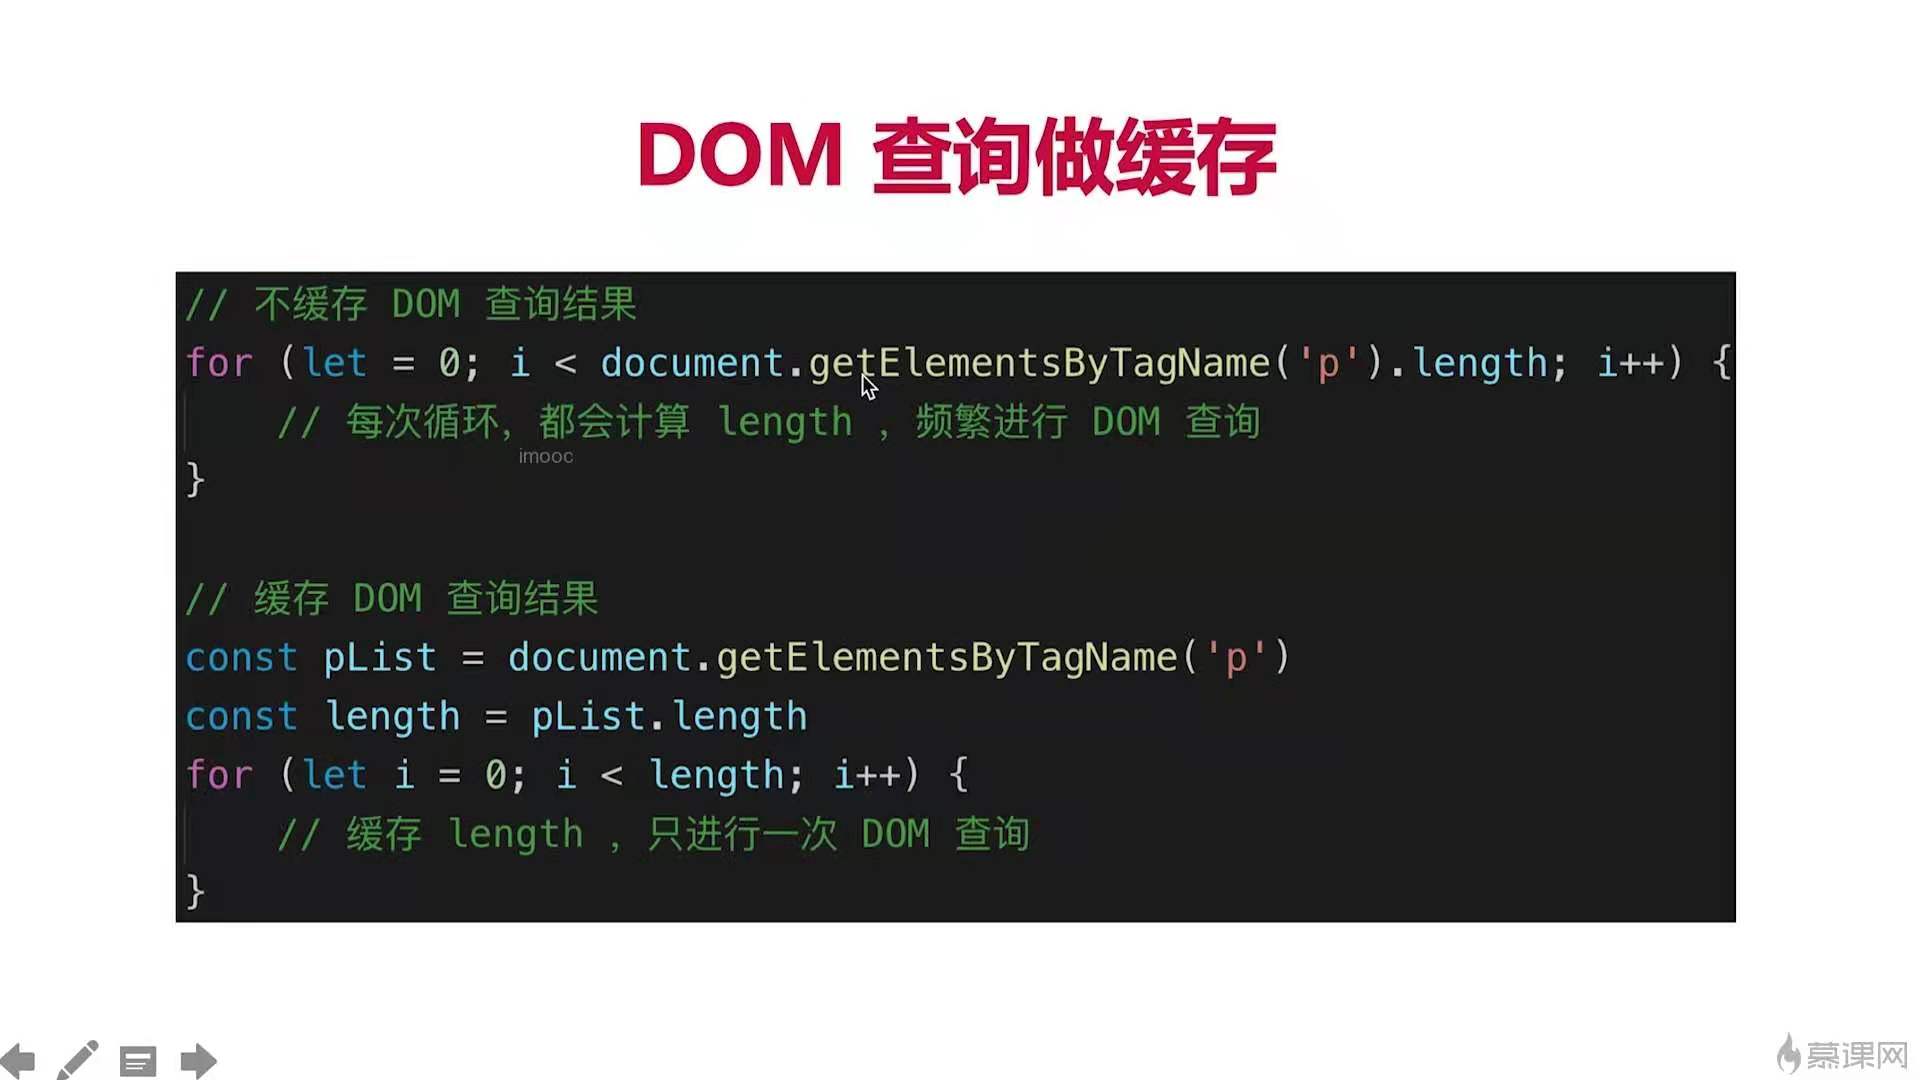 DOM 查询做缓存
// 不缓存 DOM 查询结果
for (let = 0; i < document.getElementsByTagName('p').length; i++) {
// 每次循环，都会计算 length ，频繁进行 DOM 查询
imooc
}
// 缓存 DOM 查询结果
const pList = document.getElementsByTagName('p')
const length = pList.length
for (let i = 0; i < length; i++) {
// 缓存 length ，只进行一次 DOM 查询
}
慕课网